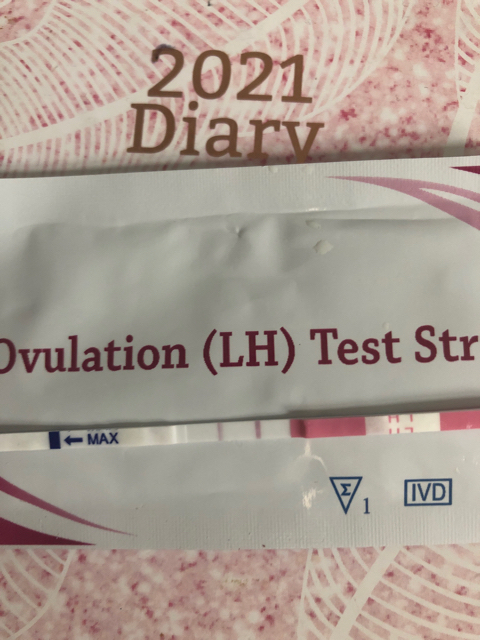 2021
Diary
Ovulation (LH) Test Str
← MAX
Σ 1
IVD